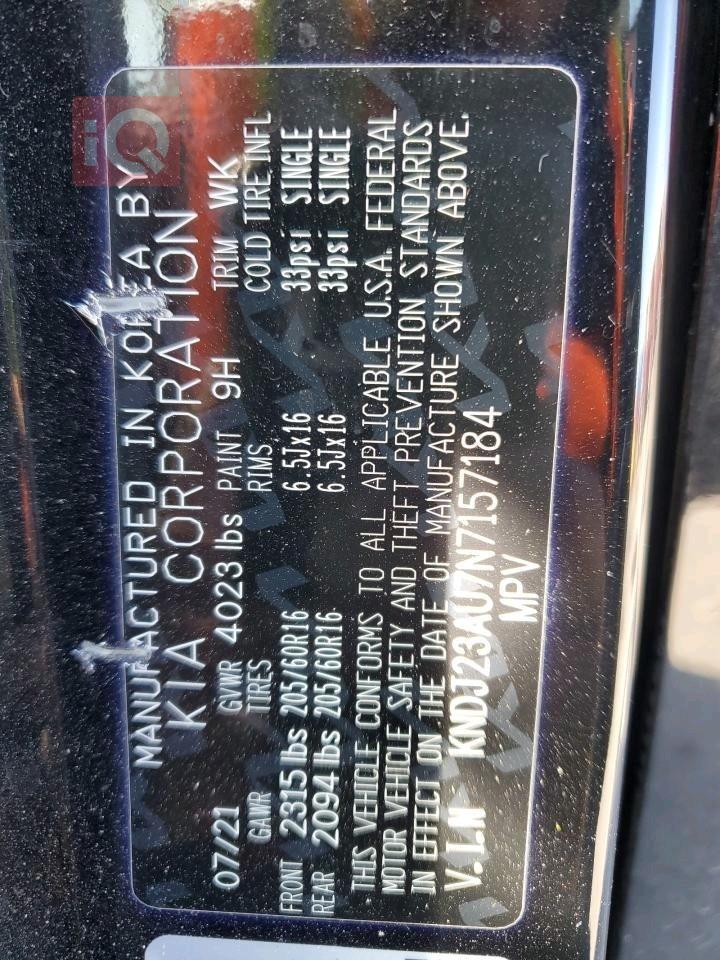 iQ
MANUFACTURED IN KOREA BY
KIA CORPORATION
07/21 GVWR 4023 lbs PAINT 9H TRIM WK
GAWR TIRES RIMS COLD TIRE INFL
FRONT 2315 lbs 205/60R16 6.5Jx16 33psi SINGLE
REAR 2094 lbs 205/60R16 6.5Jx16 33psi SINGLE
THIS VEHICLE CONFORMS TO ALL APPLICABLE U.S.A. FEDERAL
MOTOR VEHICLE SAFETY AND THEFT PREVENTION STANDARDS
IN EFFECT ON THE DATE OF MANUFACTURE SHOWN ABOVE.
V.I.N KNDJ23AU7N7157184
MPV